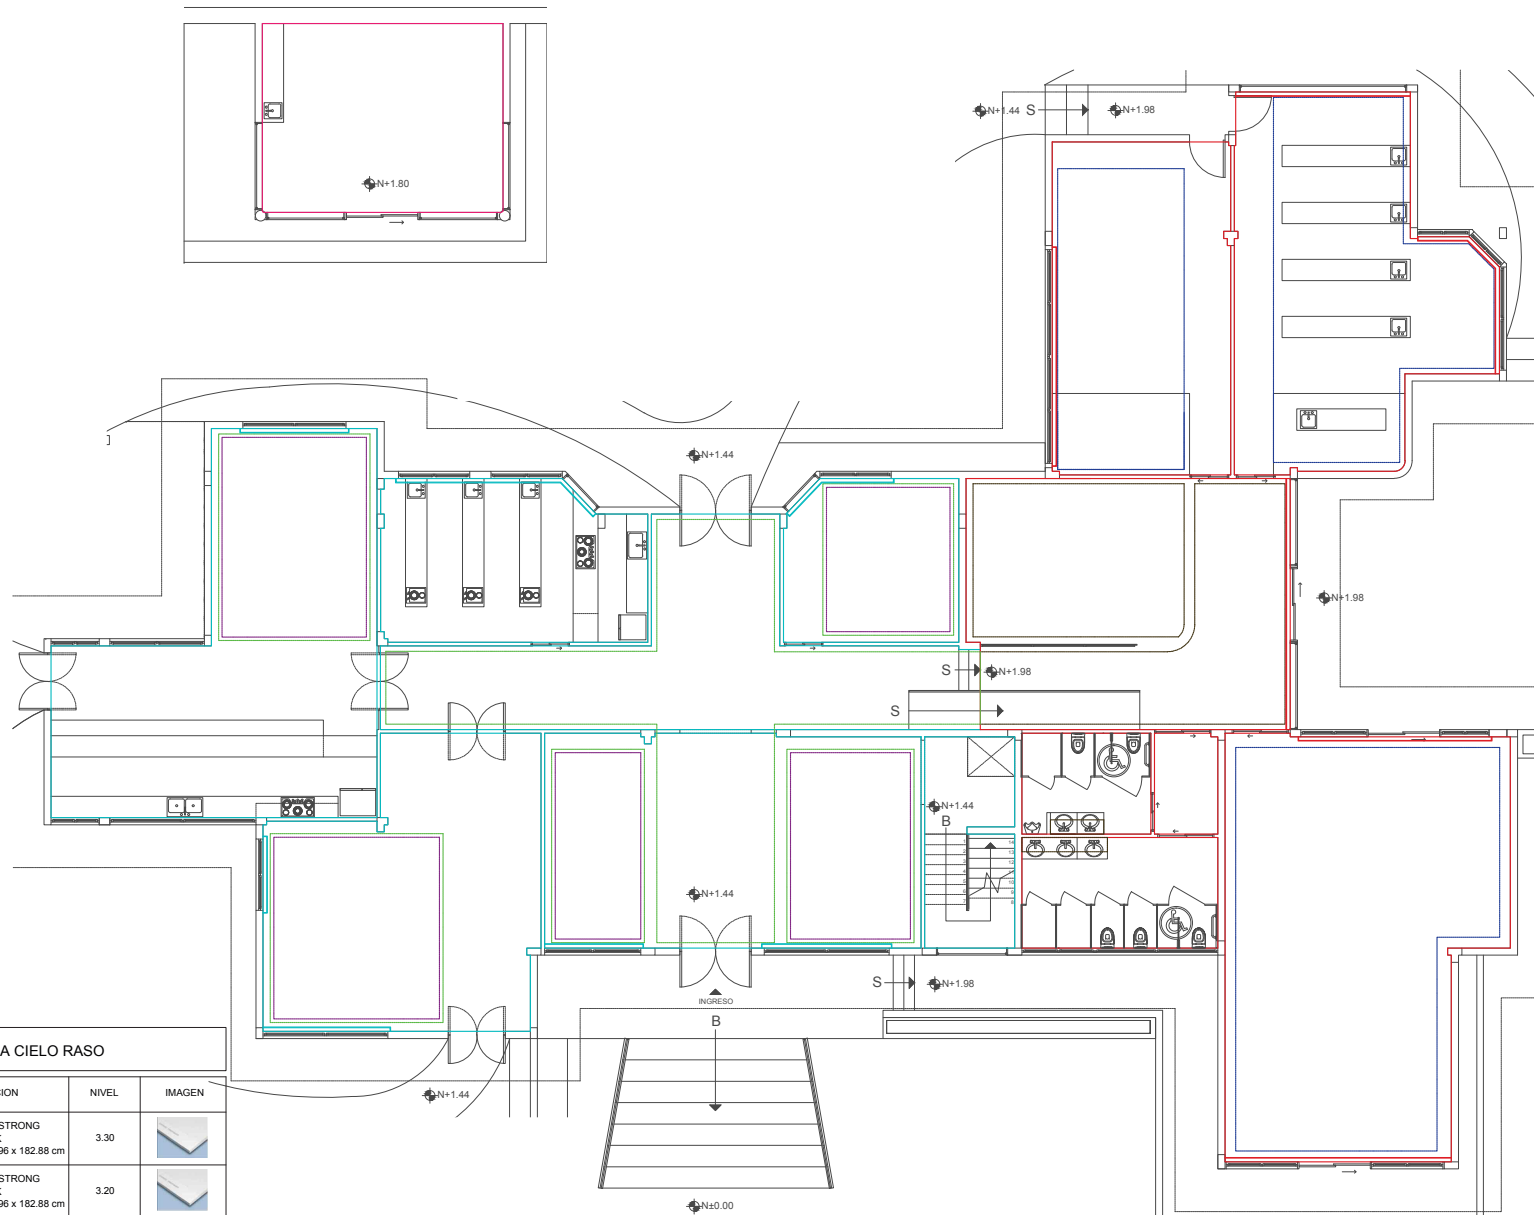 N+1.80
N+1.44 S N+1.98
N+1.44
N+1.98
S N+1.98
S
N+1.44
B
N+1.44
S N+1.98
INGRESO
B
N+1.44
N±0.00
A CIELO RASO
ION NIVEL IMAGEN
STRONG
3.30
96 x 182.88 cm
STRONG
3.20
96 x 182.88 cm